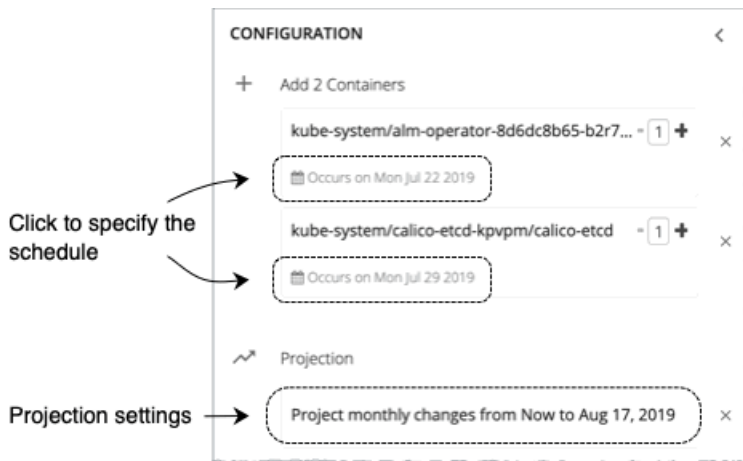 CONFIGURATION <
+ Add 2 Containers
kube-system/alm-operator-8d6dc8b65-b2r7... - 1 + ×
Occurs on Mon Jul 22 2019
Click to specify the
schedule
kube-system/calico-etcd-kpvpm/calico-etcd - 1 + ×
Occurs on Mon Jul 29 2019
Projection
Projection settings
Project monthly changes from Now to Aug 17, 2019 ×